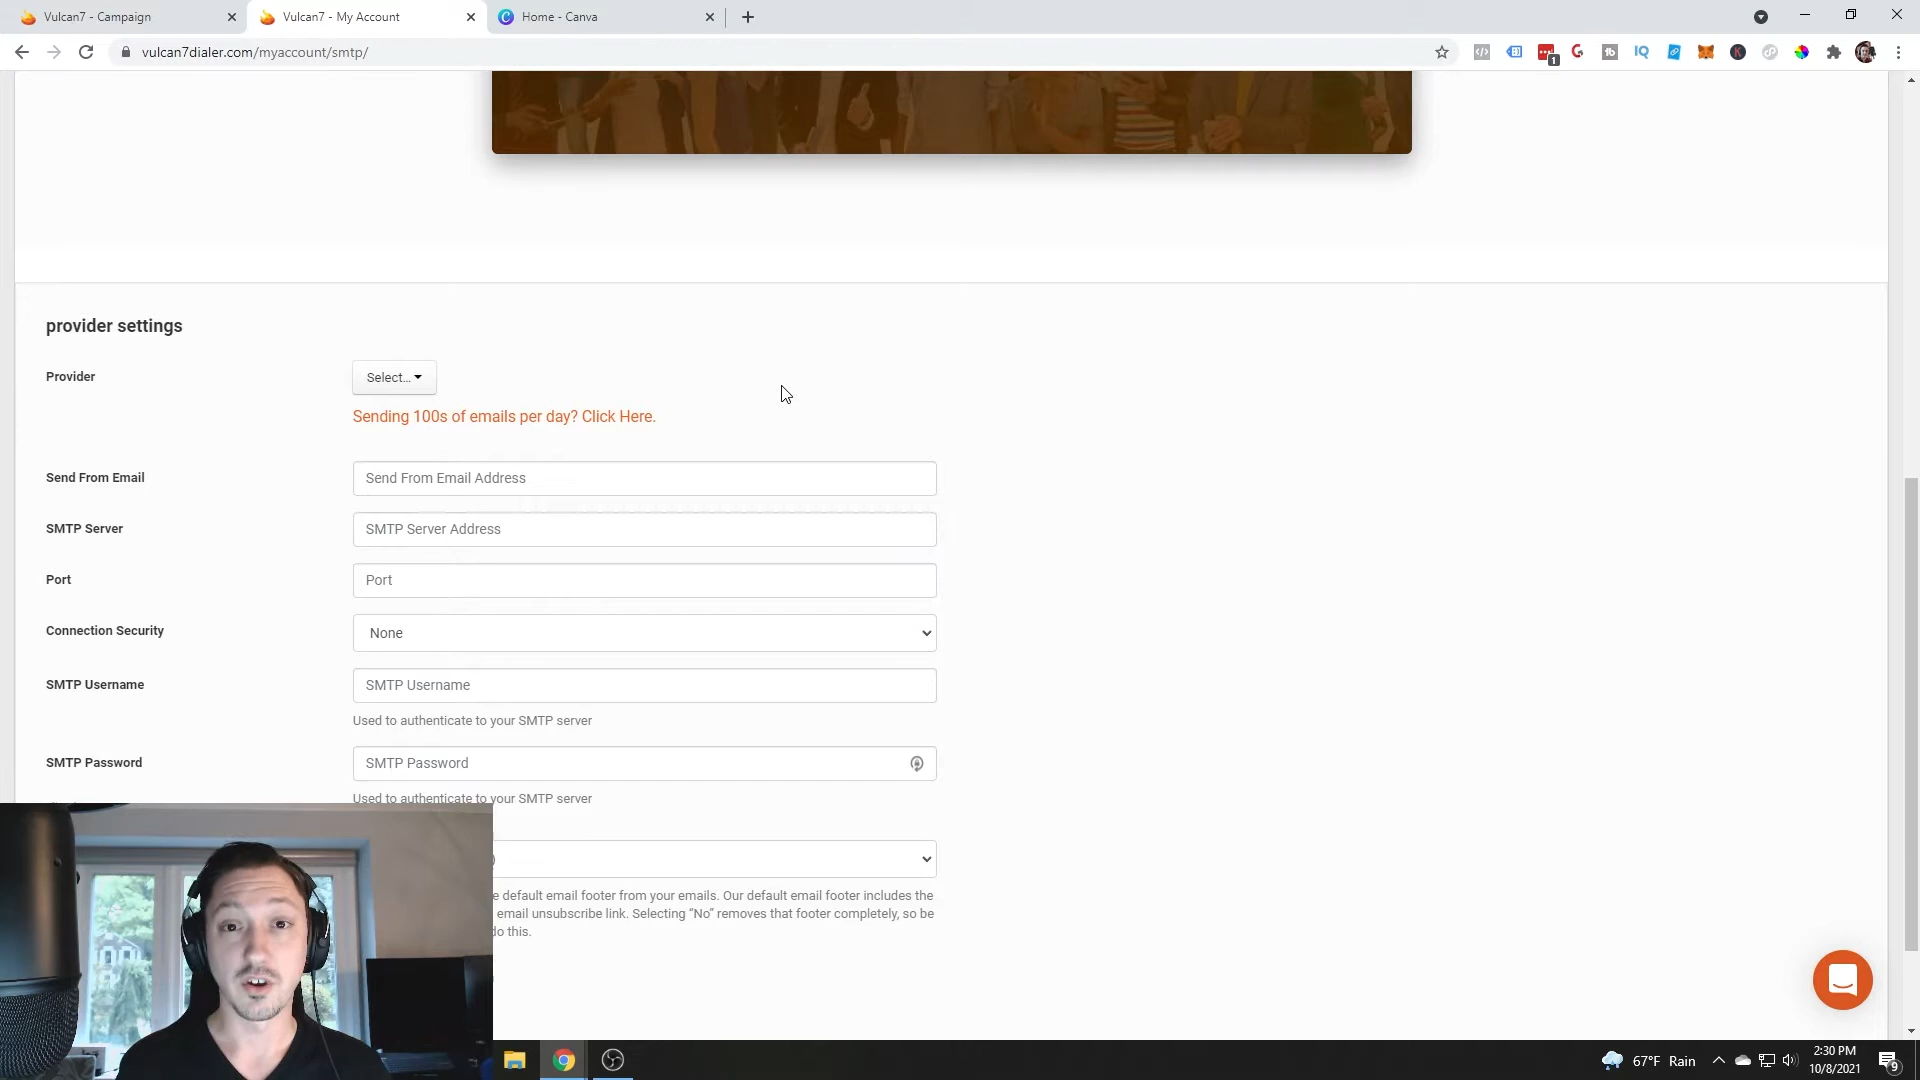 Vulcan7 - Campaign
Vulcan7 - My Account
Home - Canva
vulcan7dialer.com/myaccount/smtp/
1
provider settings
Provider
Select...
Sending 100s of emails per day? Click Here.
Send From Email
Send From Email Address
SMTP Server
SMTP Server Address
Port
Port
Connection Security
None
SMTP Username
SMTP Username
Used to authenticate to your SMTP server
SMTP Password
SMTP Password
Used to authenticate to your SMTP server
e default email footer from your emails. Our default email footer includes the
email unsubscribe link. Selecting “No” removes that footer completely, so be
do this.
67°F Rain
2:30 PM
10/8/2021
9